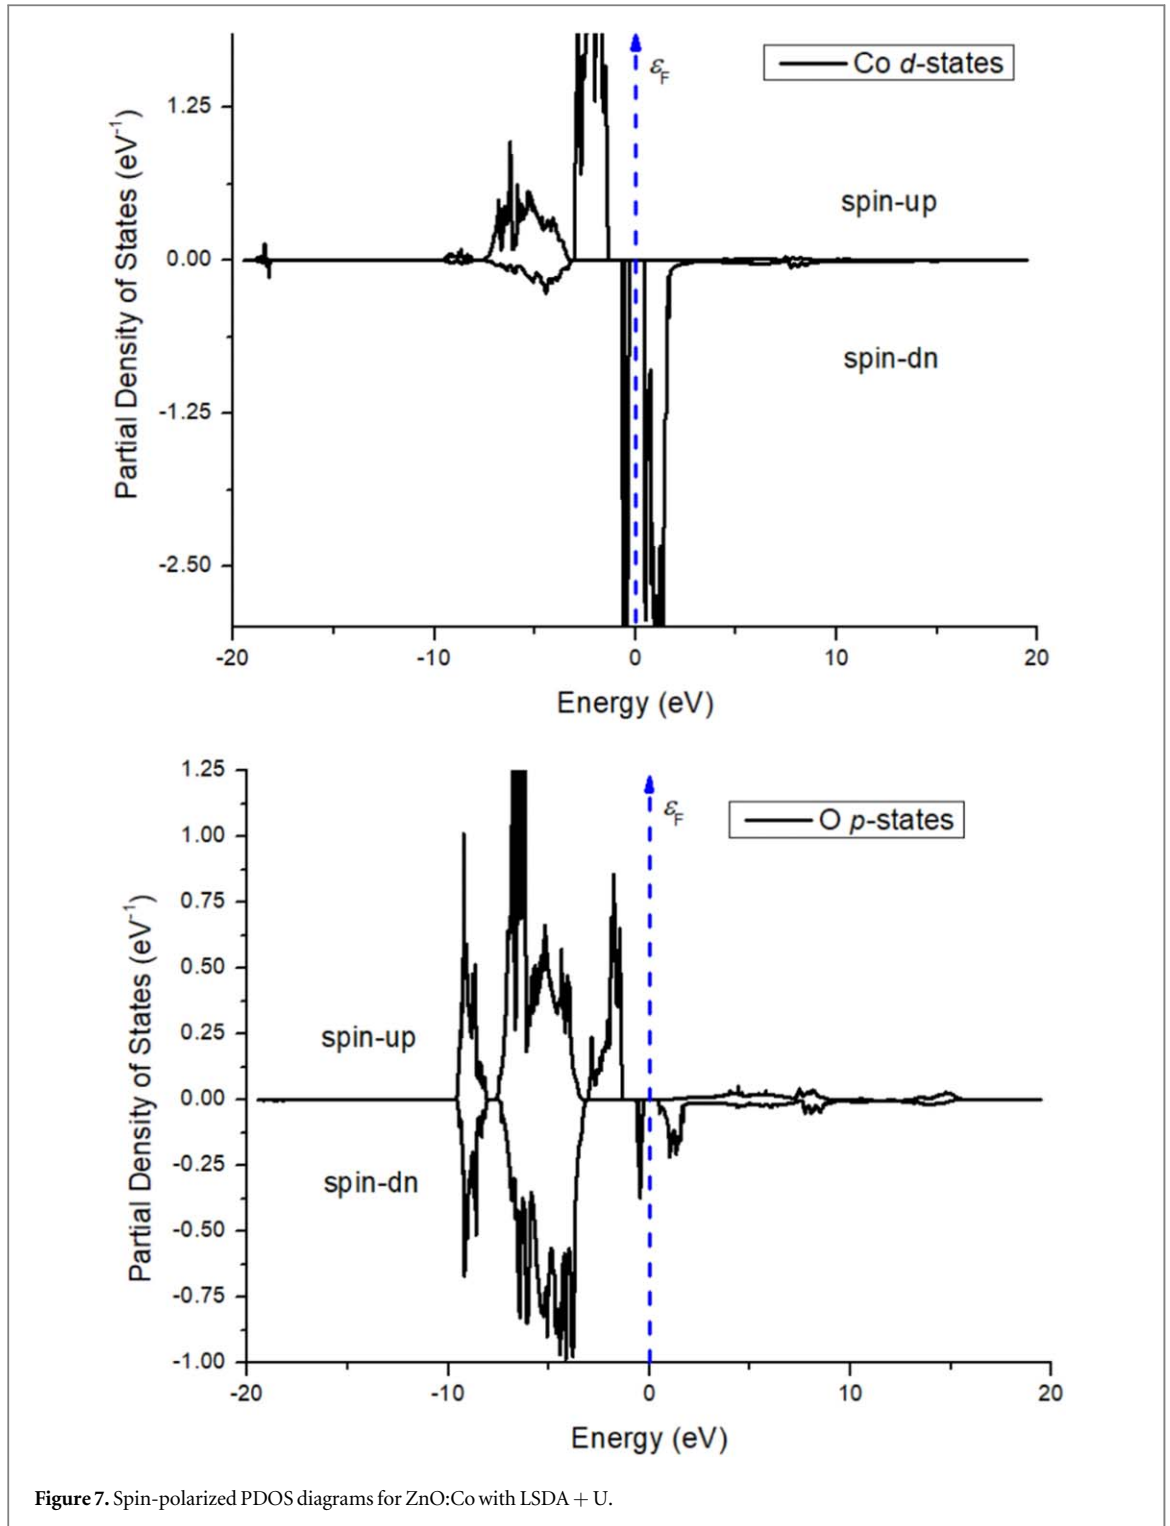 Co d-states
εF
1.25
0.00
-1.25
-2.50
spin-up
spin-dn
Partial Density of States (eV⁻¹)
-20 -10 0 10 20
Energy (eV)
O p-states
εF
1.25
1.00
0.75
0.50
0.25
0.00
-0.25
-0.50
-0.75
-1.00
spin-up
spin-dn
Partial Density of States (eV⁻¹)
-20 -10 0 10 20
Energy (eV)
Figure 7. Spin-polarized PDOS diagrams for ZnO:Co with LSDA + U.